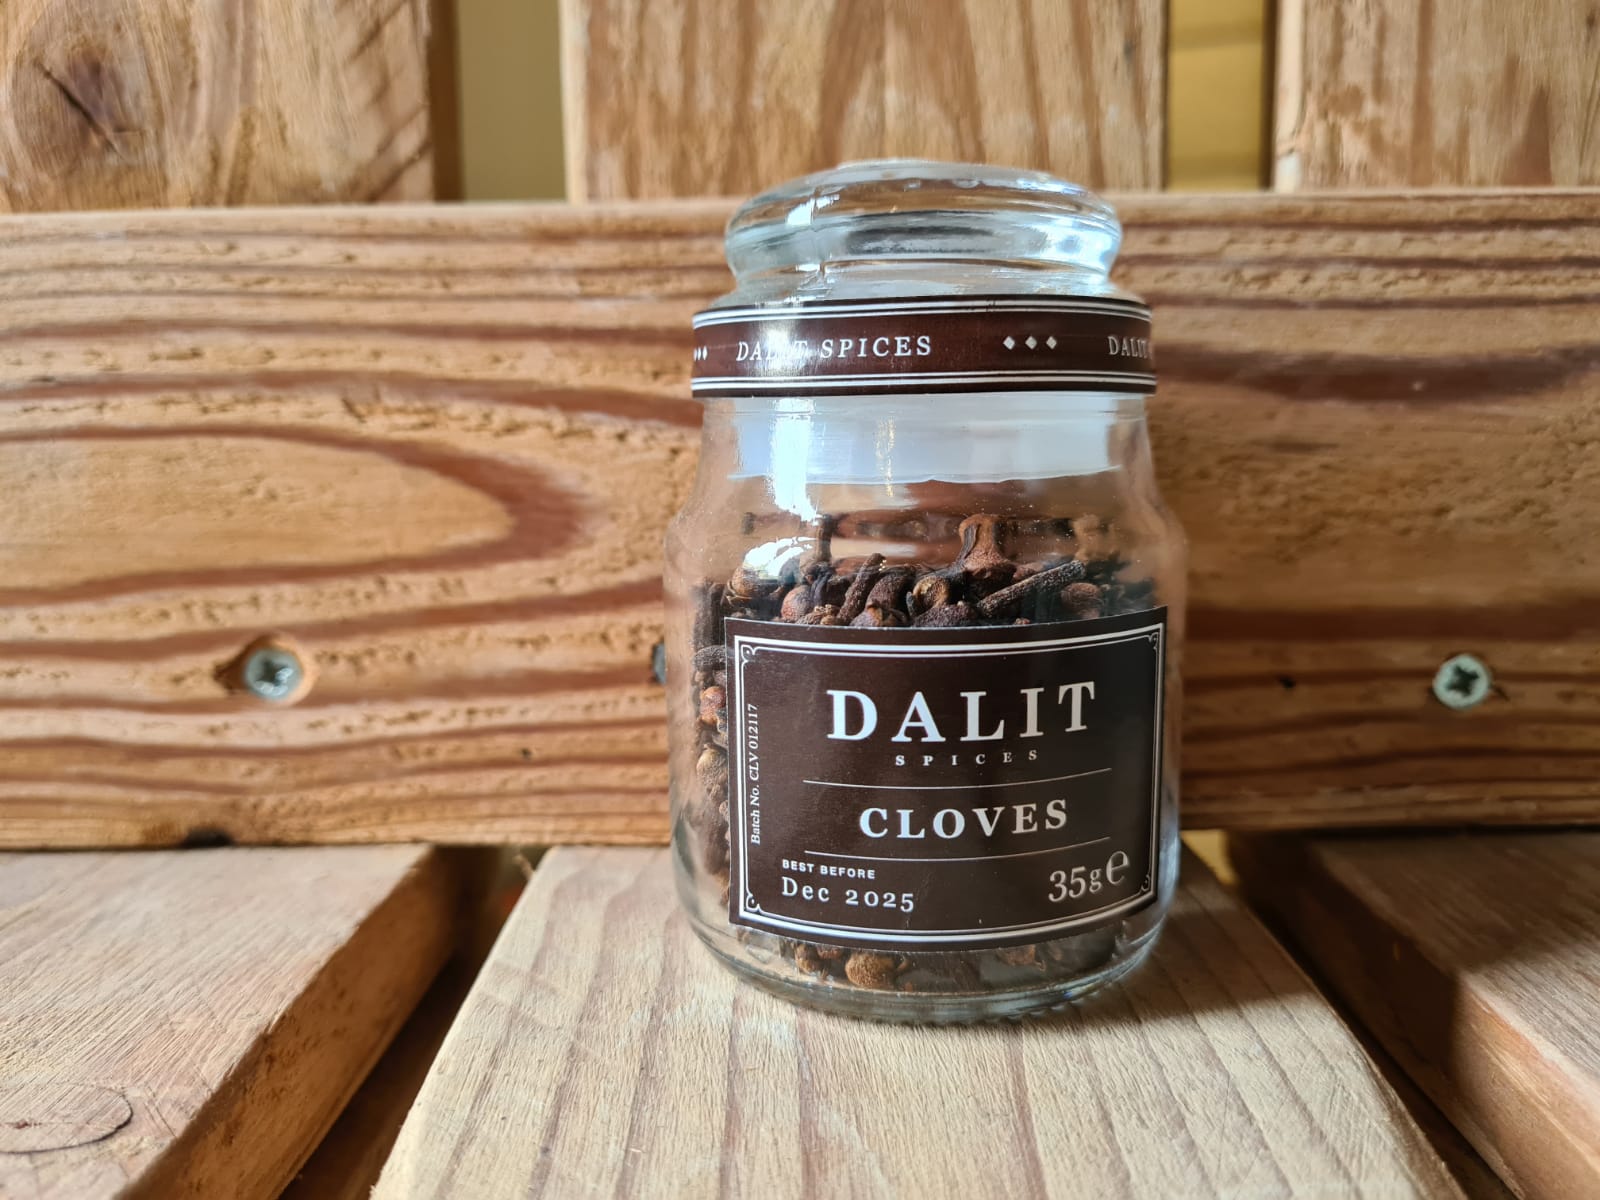 DALIT SPICES ◆◆◆ DALIT
DALIT
SPICES
CLOVES
BEST BEFORE
Dec 2025
35g℮
Batch No. CLV 012117